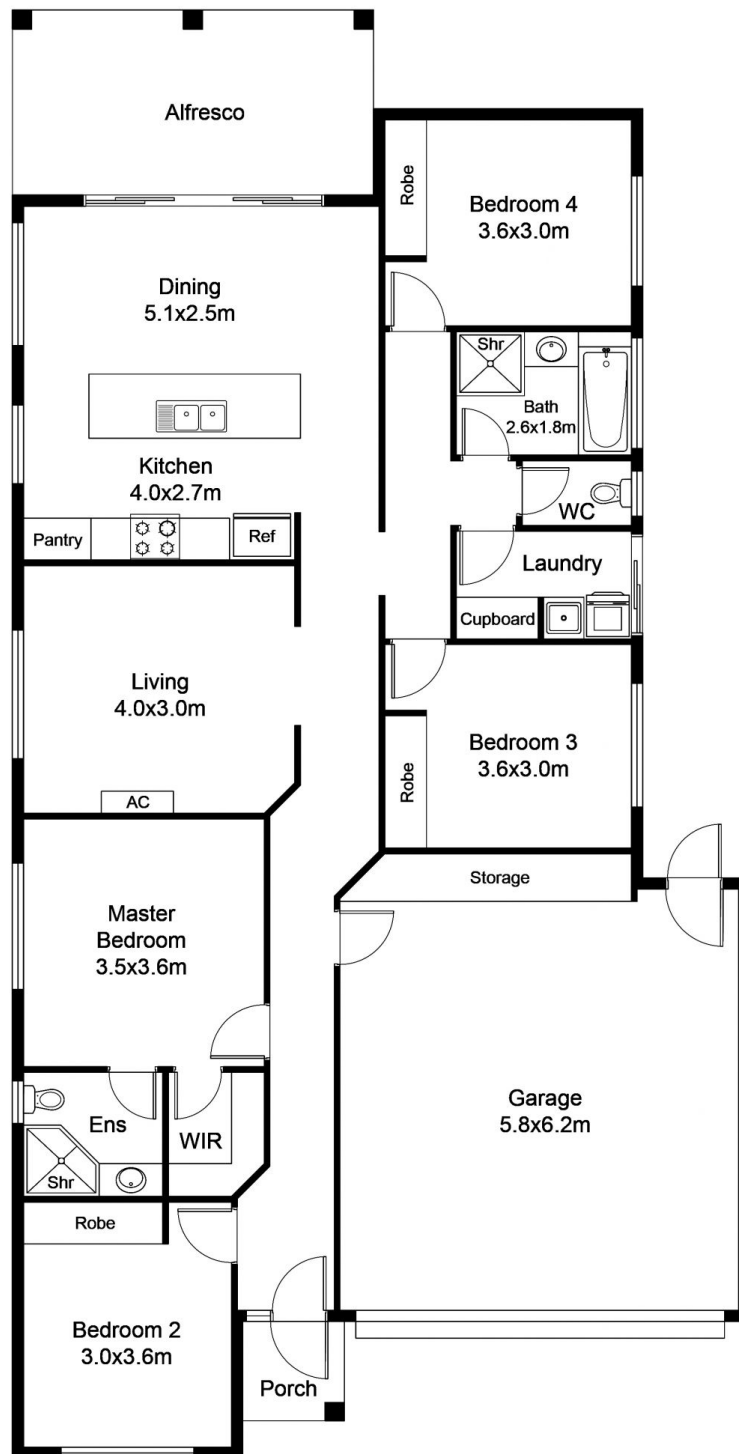 Alfresco
Robe
Bedroom 4
3.6x3.0m
Dining
5.1x2.5m
Shr
Bath
2.6x1.8m
Kitchen
4.0x2.7m
WC
Pantry
Ref
Laundry
Cupboard
Living
4.0x3.0m
AC
Bedroom 3
3.6x3.0m
Robe
Storage
Master
Bedroom
3.5x3.6m
Garage
5.8x6.2m
Ens
WIR
Shr
Robe
Bedroom 2
3.0x3.6m
Porch